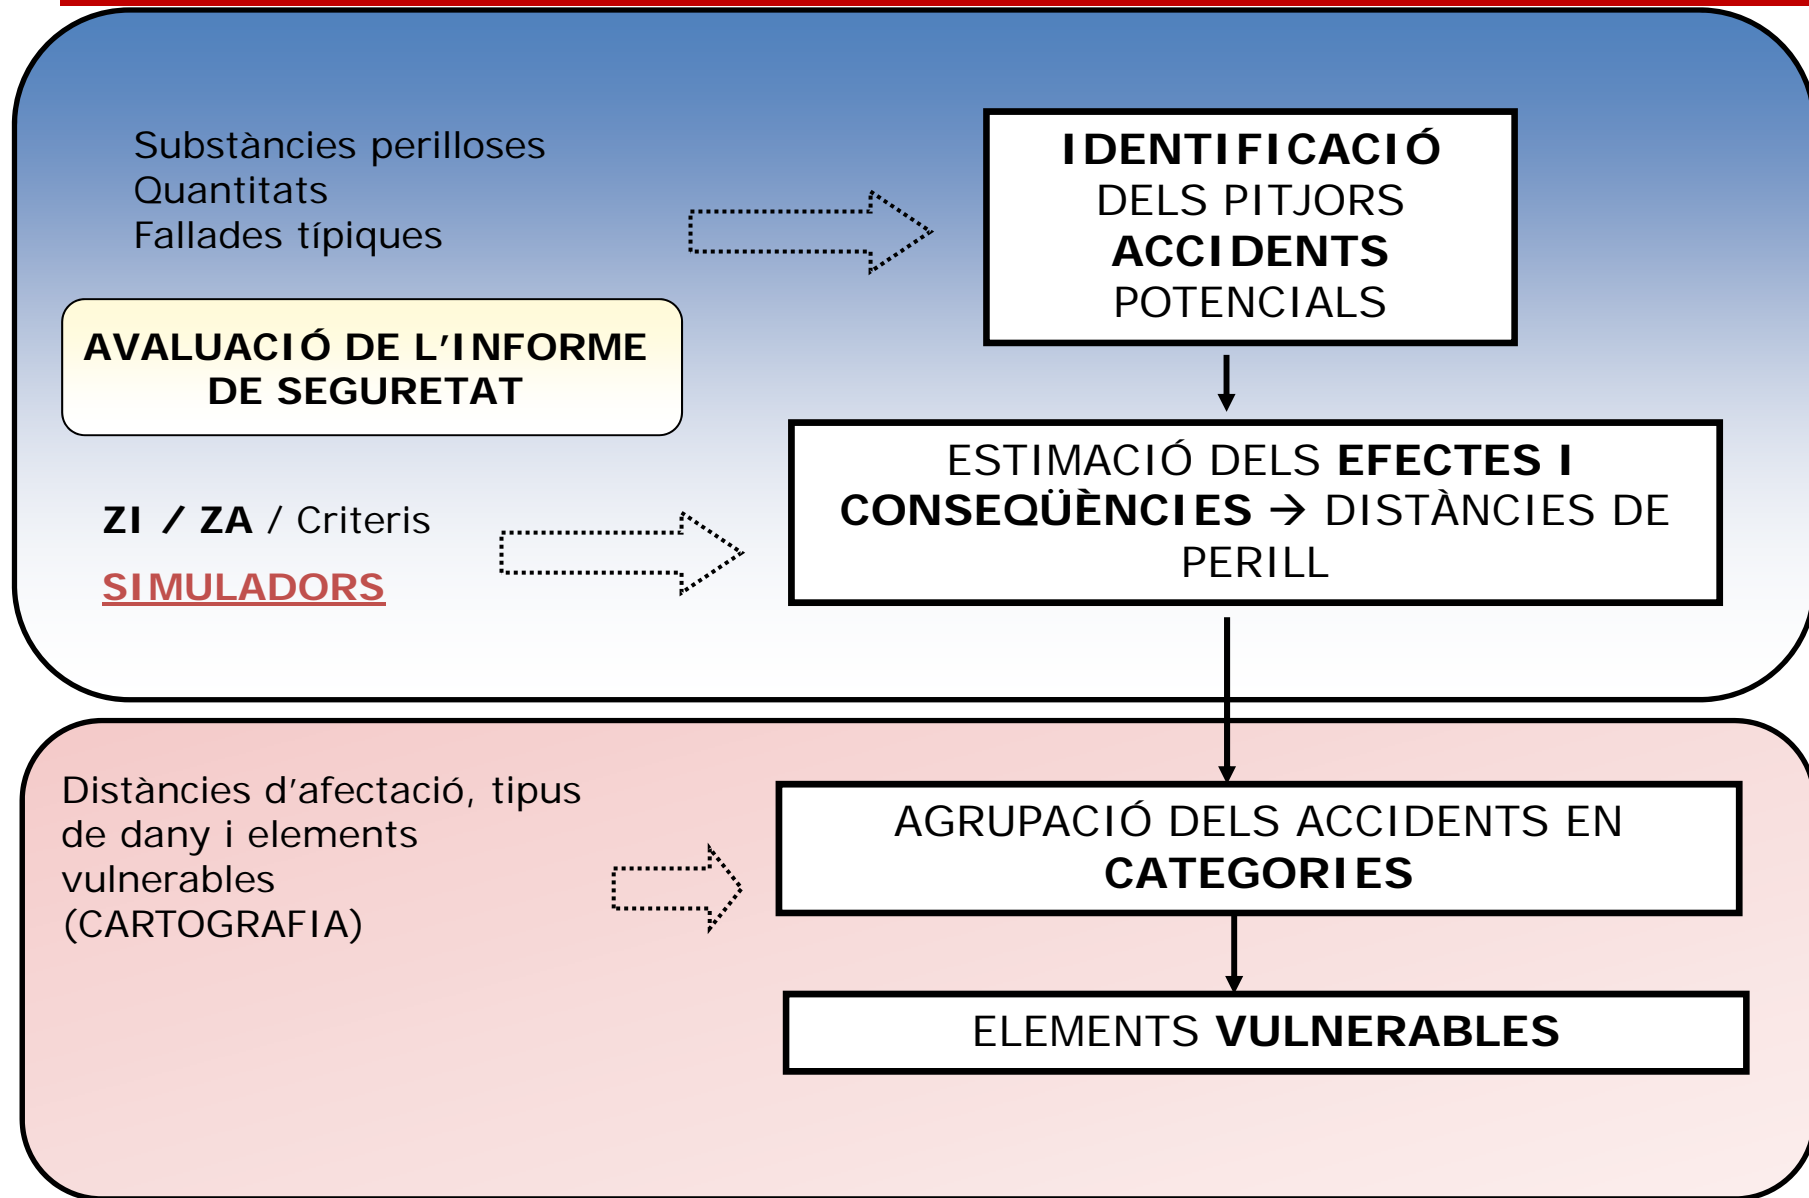 Substàncies perilloses
Quantitats
Fallades típiques
IDENTIFICACIÓ
DELS PITJORS
ACCIDENTS
POTENCIALS
AVALUACIÓ DE L'INFORME
DE SEGURETAT
ESTIMACIÓ DELS EFECTES I
CONSEQÜÈNCIES → DISTÀNCIES DE
PERILL
ZI / ZA / Criteris
SIMULADORS
Distàncies d'afectació, tipus
de dany i elements
vulnerables
(CARTOGRAFIA)
AGRUPACIÓ DELS ACCIDENTS EN
CATEGORIES
ELEMENTS VULNERABLES